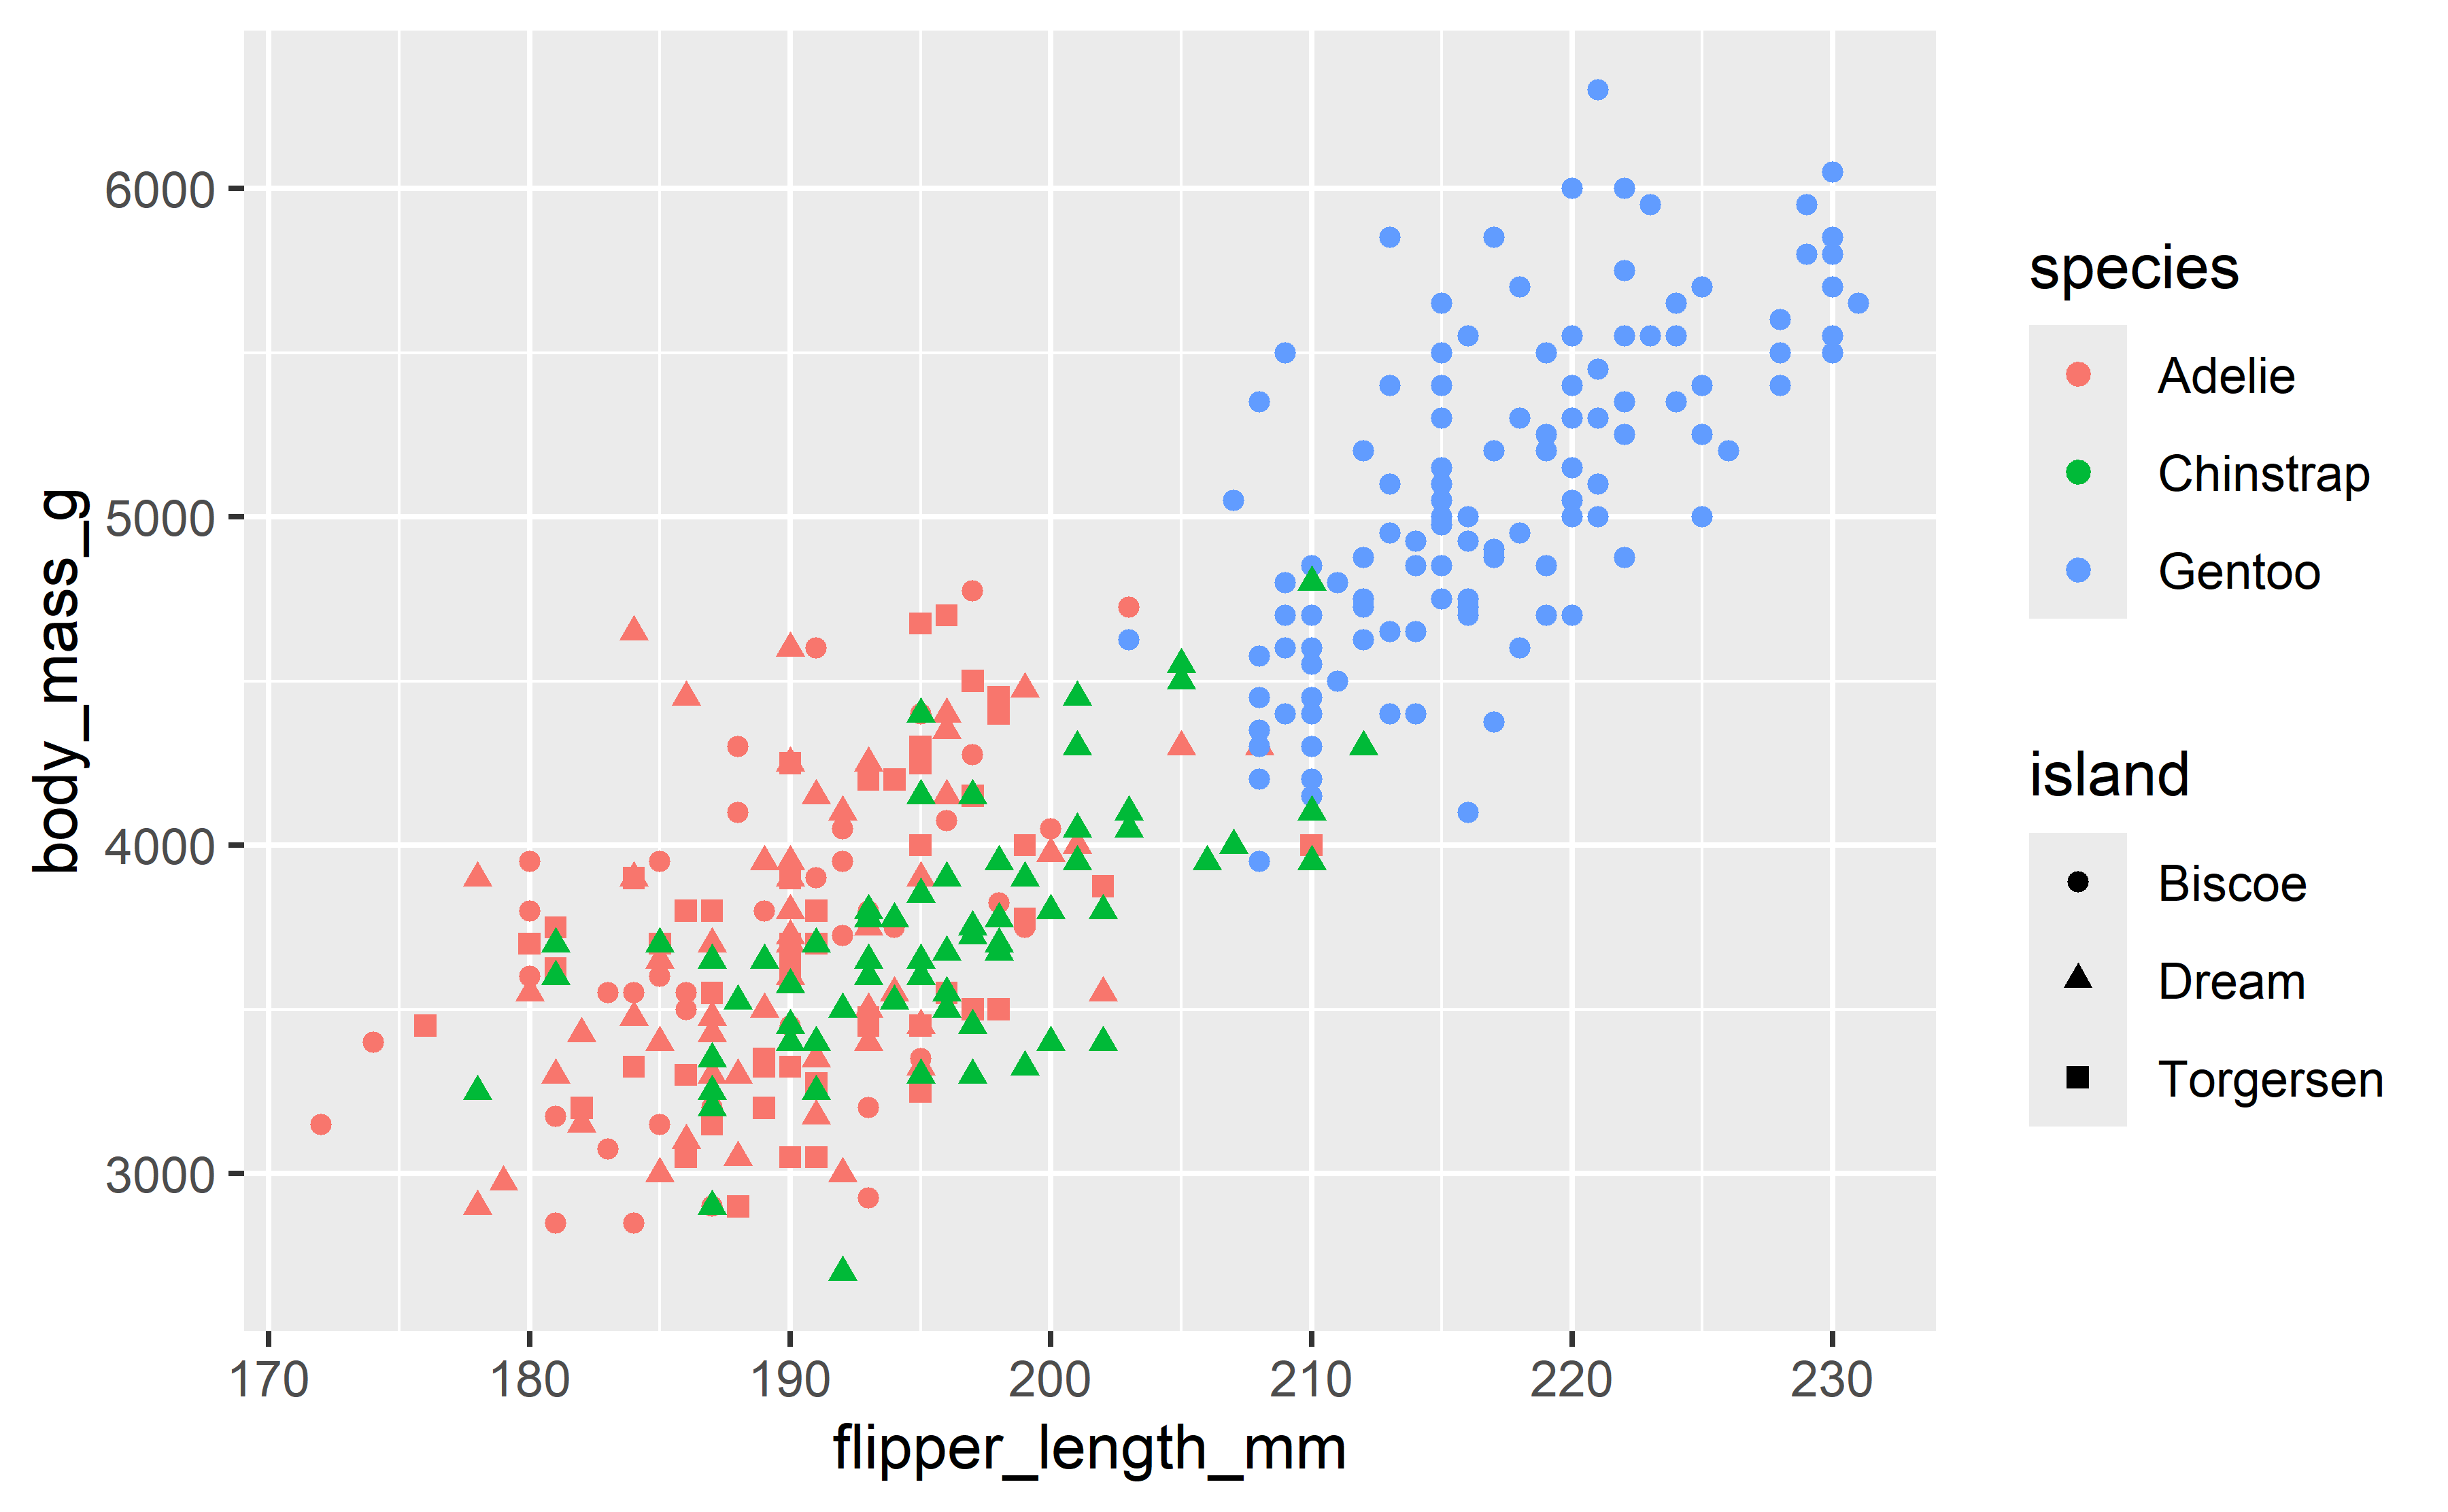 body_mass_g
6000
5000
4000
3000
170 180 190 200 210 220 230
flipper_length_mm
species
Adelie
Chinstrap
Gentoo
island
Biscoe
Dream
Torgersen